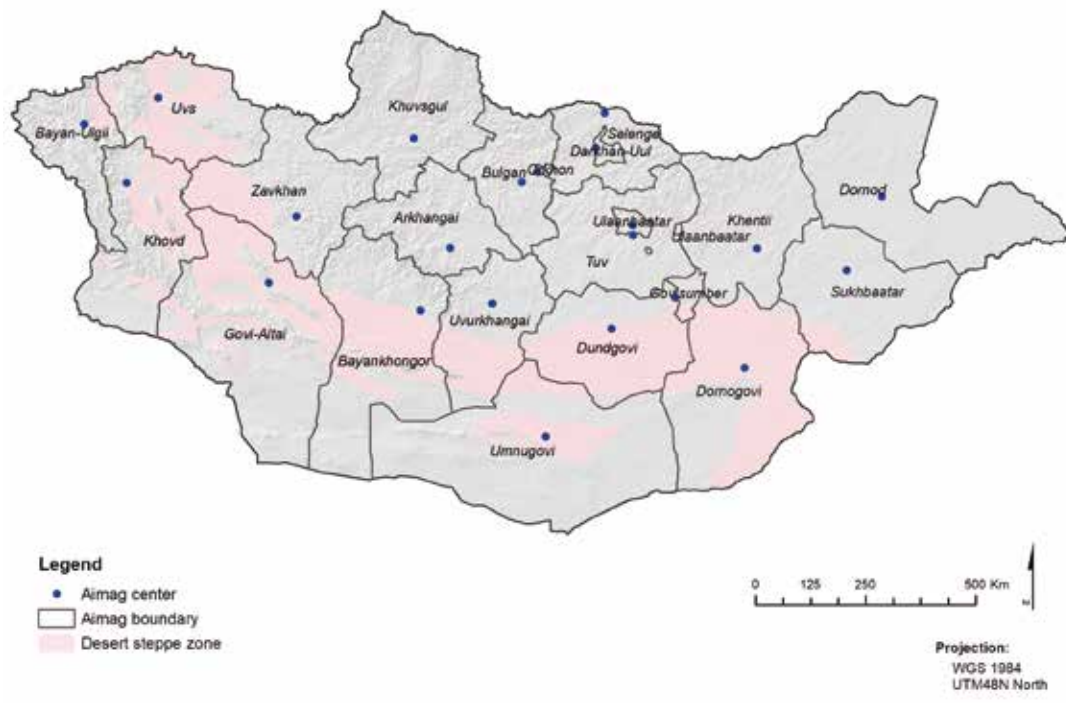 Khuvsgul
Uvs
Bayan-Ulgii
Selenge
Darkhan-Uul
Bulgan
Zavkhan
Dornod
Arkhangai
Ulaanbaatar
Khentii
Ulaanbaatar
Khovd
Tuv
Sukhbaatar
Govisumber
Uvurkhangai
Govi-Altai
Dundgovi
Bayankhongor
Dornogovi
Umnugovi
Legend
Aimag center
Aimag boundary
Desert steppe zone
0 125 250 500 Km
Projection:
WGS 1984
UTM48N North